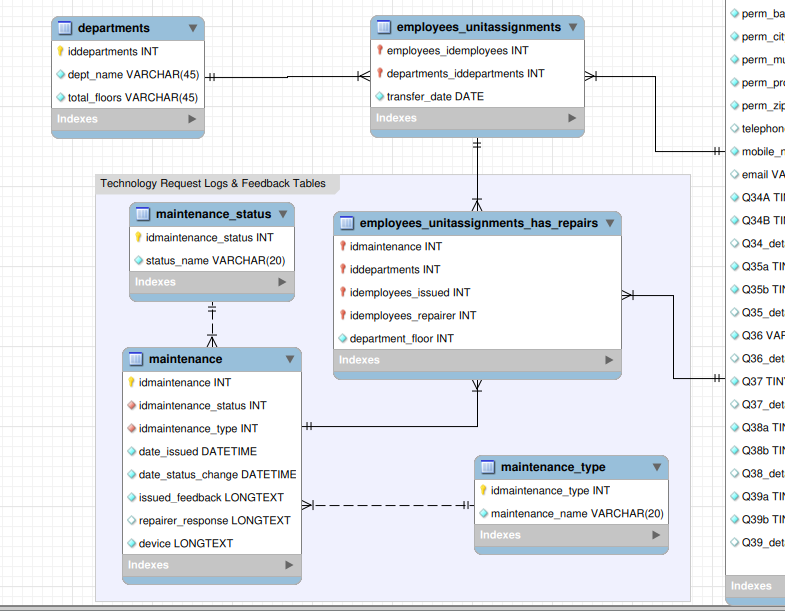 departments
iddepartments INT
dept_name VARCHAR(45)
total_floors VARCHAR(45)
Indexes
employees_unitassignments
employees_idemployees INT
departments_iddepartments INT
transfer_date DATE
Indexes
Technology Request Logs & Feedback Tables
maintenance_status
idmaintenance_status INT
status_name VARCHAR(20)
Indexes
employees_unitassignments_has_repairs
idmaintenance INT
iddepartments INT
idemployees_issued INT
idemployees_repairer INT
department_floor INT
Indexes
maintenance
idmaintenance INT
idmaintenance_status INT
idmaintenance_type INT
date_issued DATETIME
date_status_change DATETIME
issued_feedback LONGTEXT
repairer_response LONGTEXT
device LONGTEXT
Indexes
maintenance_type
idmaintenance_type INT
maintenance_name VARCHAR(20)
Indexes
perm_ba
perm_cit
perm_mu
perm_pro
perm_zip
telephon
mobile_n
email VA
Q34A TI
Q34B TI
Q34_det
Q35a TIN
Q35b TIN
Q35_det
Q36 VAR
Q36_det
Q37 TINY
Q37_det
Q38a TIN
Q38b TIN
Q38_det
Q39a TIN
Q39b TIN
Q39_det
Indexes